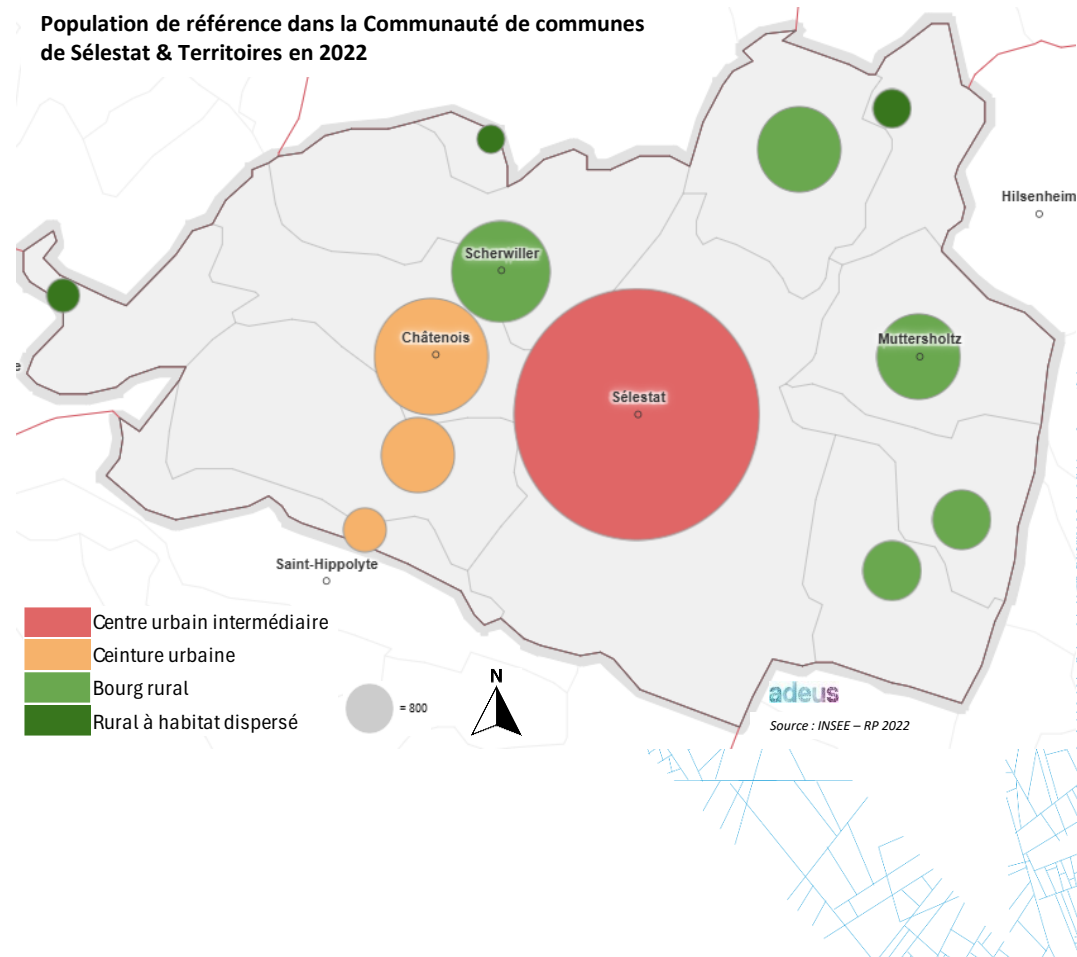 Population de référence dans la Communauté de communes
de Sélestat & Territoires en 2022
Hilsenheim
Scherwiller
Châtenois
Muttersholtz
Sélestat
e
Saint-Hippolyte
Centre urbain intermédiaire
Ceinture urbaine
Bourg rural
Rural à habitat dispersé
= 800
N
adeus
Source : INSEE – RP 2022